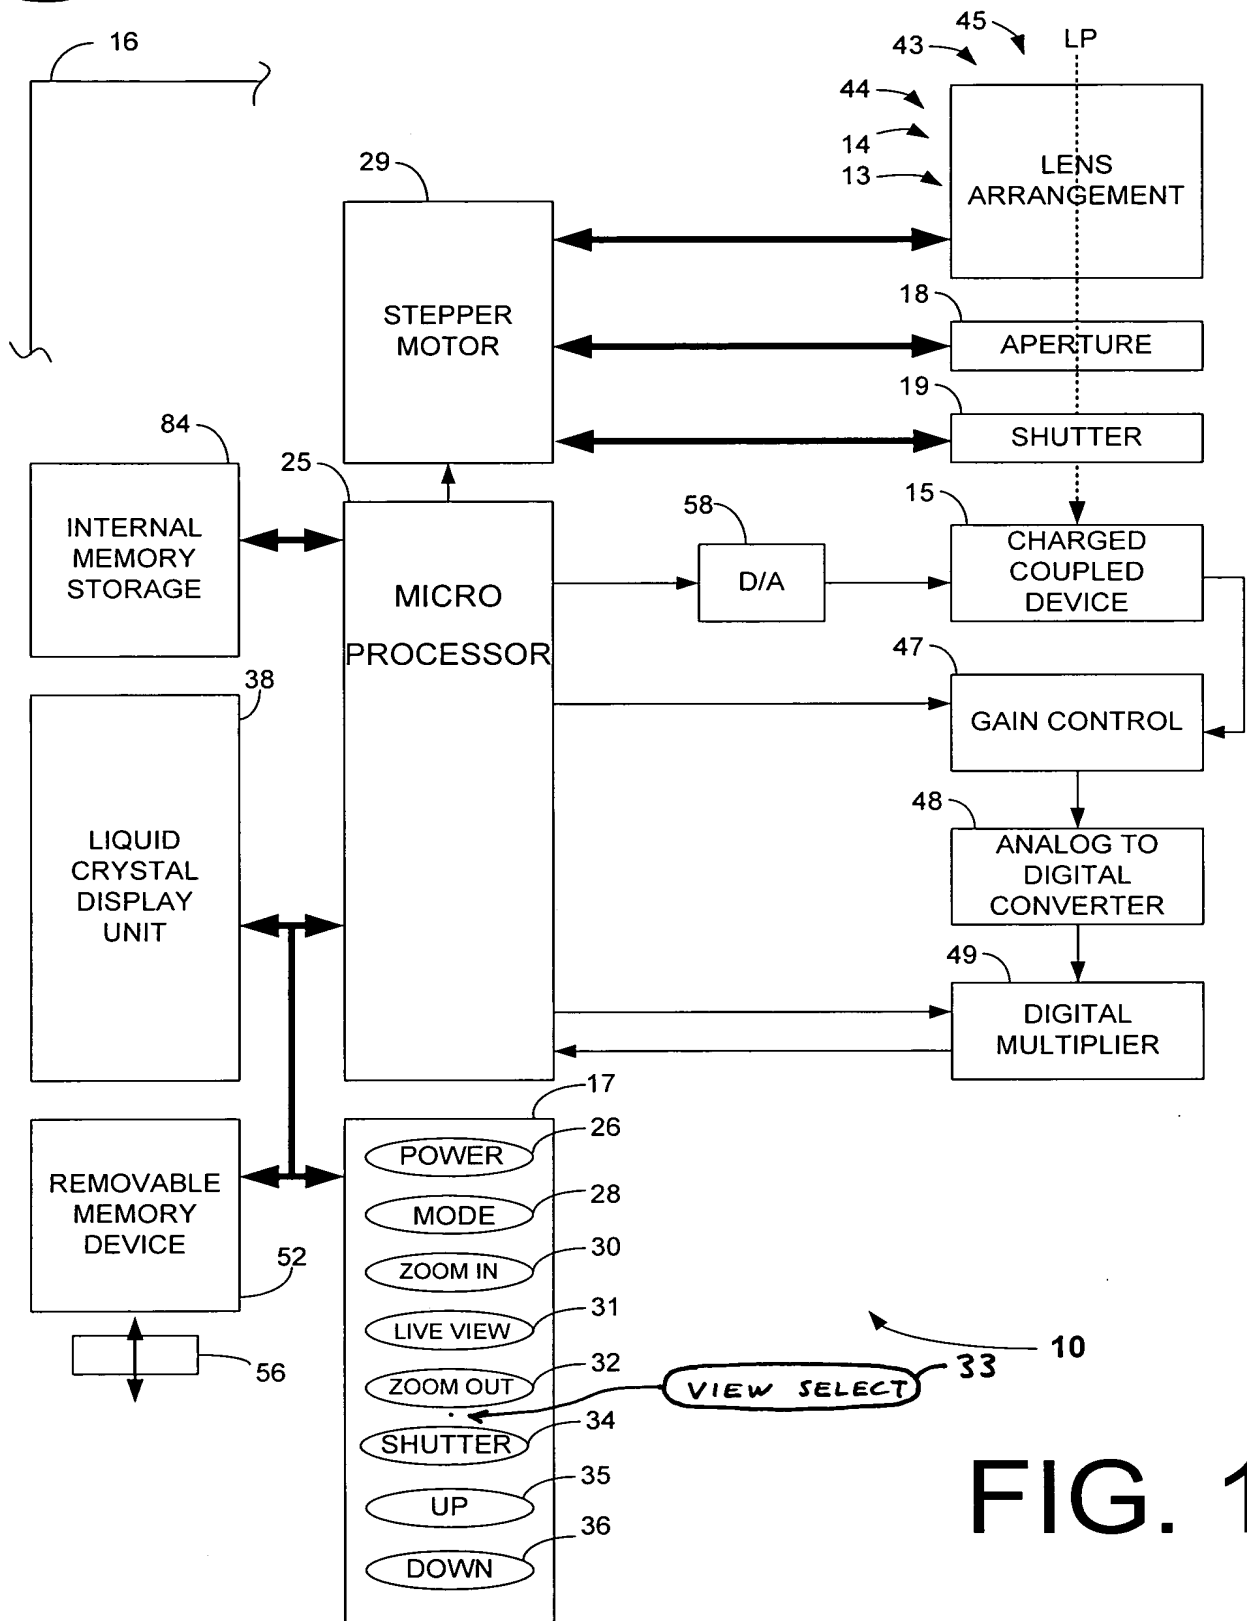 16
45
43
LP
44
14
13
LENS
ARRANGEMENT
29
STEPPER
MOTOR
18
APERTURE
19
SHUTTER
84
INTERNAL
MEMORY
STORAGE
25
MICRO
PROCESSOR
58
D/A
15
CHARGED
COUPLED
DEVICE
38
LIQUID
CRYSTAL
DISPLAY
UNIT
47
GAIN CONTROL
48
ANALOG TO
DIGITAL
CONVERTER
49
DIGITAL
MULTIPLIER
REMOVABLE
MEMORY
DEVICE
52
56
17
POWER
26
MODE
28
ZOOM IN
30
LIVE VIEW
31
ZOOM OUT
32
VIEW SELECT
33
SHUTTER
34
UP
35
DOWN
36
10
FIG. 1